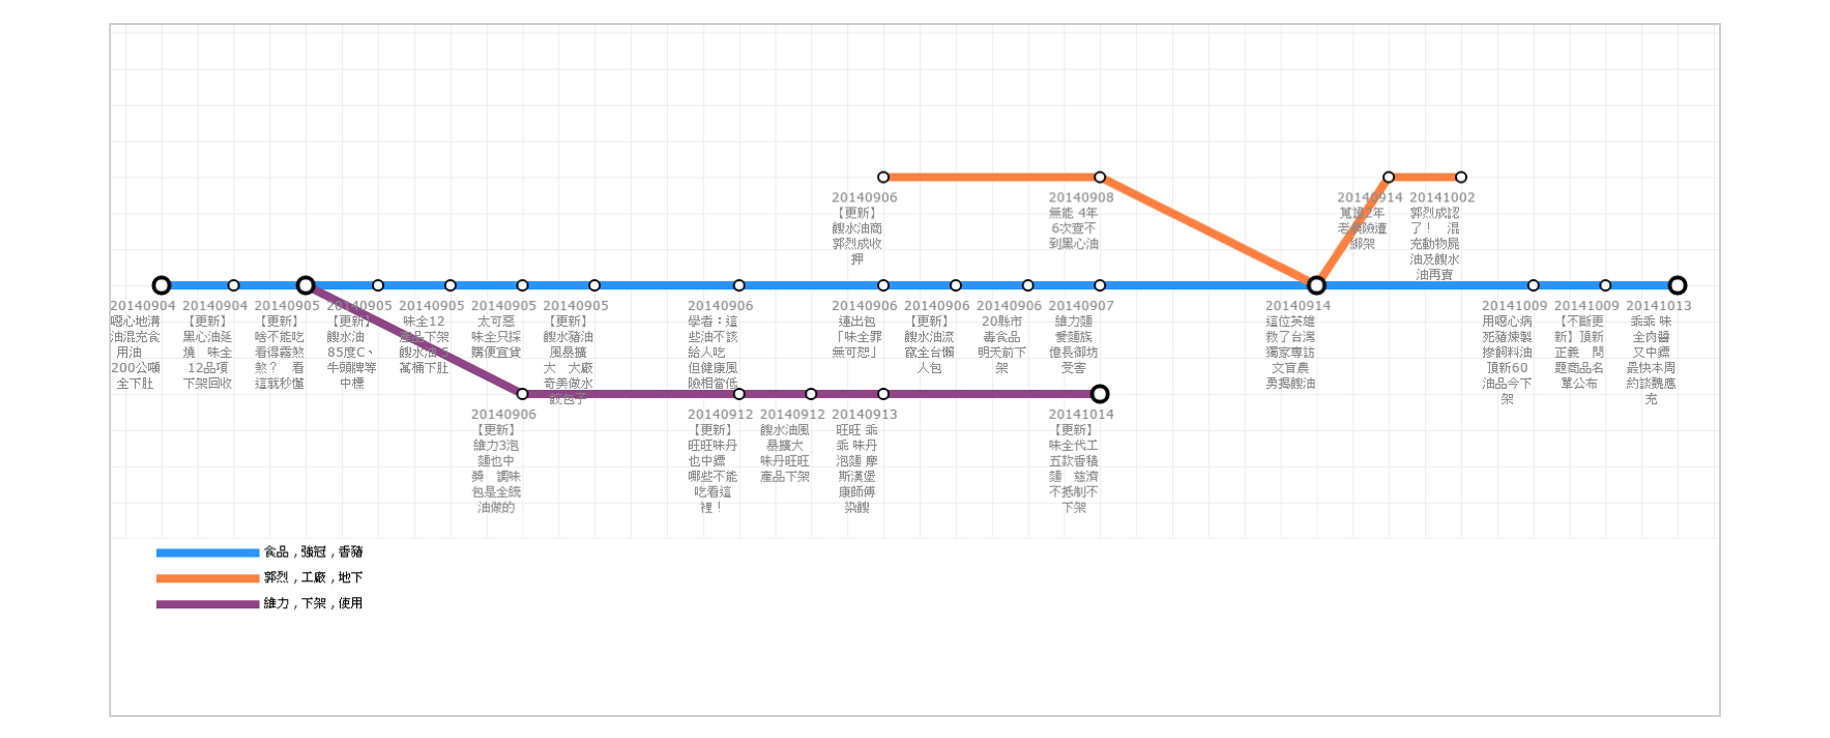 20140906
【更新】
餿水油商
郭烈成收
押
20140908
無能 4年
6次查不
到黑心油
20140914
蒐證2年
老農險遭
綁架
20141002
郭烈成認
了！ 混
充動物屍
油及餿水
油再賣
20140904
噁心地溝
油混充食
用油
200公噸
全下肚
20140904
【更新】
黑心油延
燒 味全
12品項
下架回收
20140905
【更新】
啥不能吃
看得霧煞
煞？ 看
這就秒懂
20140905
【更新】
餿水油
85度C、
牛頭牌等
中標
20140905
味全12
產品下架
餿水油
萬桶下肚
20140905
太可惡
味全只採
購便宜貨
20140905
【更新】
餿豬油
風暴擴
大 大廠
奇美做水
餃包子
20140906
學者：這
些油不該
給人吃
但健康風
險相當低
20140906
連出包
「味全罪
無可恕」
20140906
【更新】
餿水油流
竄全台懶
人包
20140906
20縣市
毒食品
明天前下
架
20140907
維力麵
愛麵族
億長御坊
受害
20140914
這位英雄
救了台灣
獨家專訪
文官農
勇揭餿油
20141009
用噁心病
死豬煉製
摻飼料油
頂新60
油品今下
架
20141009
【不斷更
新】頂新
正義 問
題商品名
單公布
20141013
乖乖 味
全肉醬
又中鏢
最快本周
約談魏應
充
20140906
【更新】
維力3泡
麵也中
獎 調味
包是全統
油做的
20140912
【更新】
旺旺味丹
也中鏢
哪些不能
吃看這
裡！
20140912
餿水油風
暴擴大
味丹旺旺
產品下架
20140913
旺旺 乖
乖 味丹
泡麵 摩
斯漢堡
康師傅
染餿
20141014
【更新】
味全代工
五款香積
麵 慈濟
不抵制不
下架
食品 , 強冠 , 香豬
郭烈 , 工廠 , 地下
維力 , 下架 , 使用